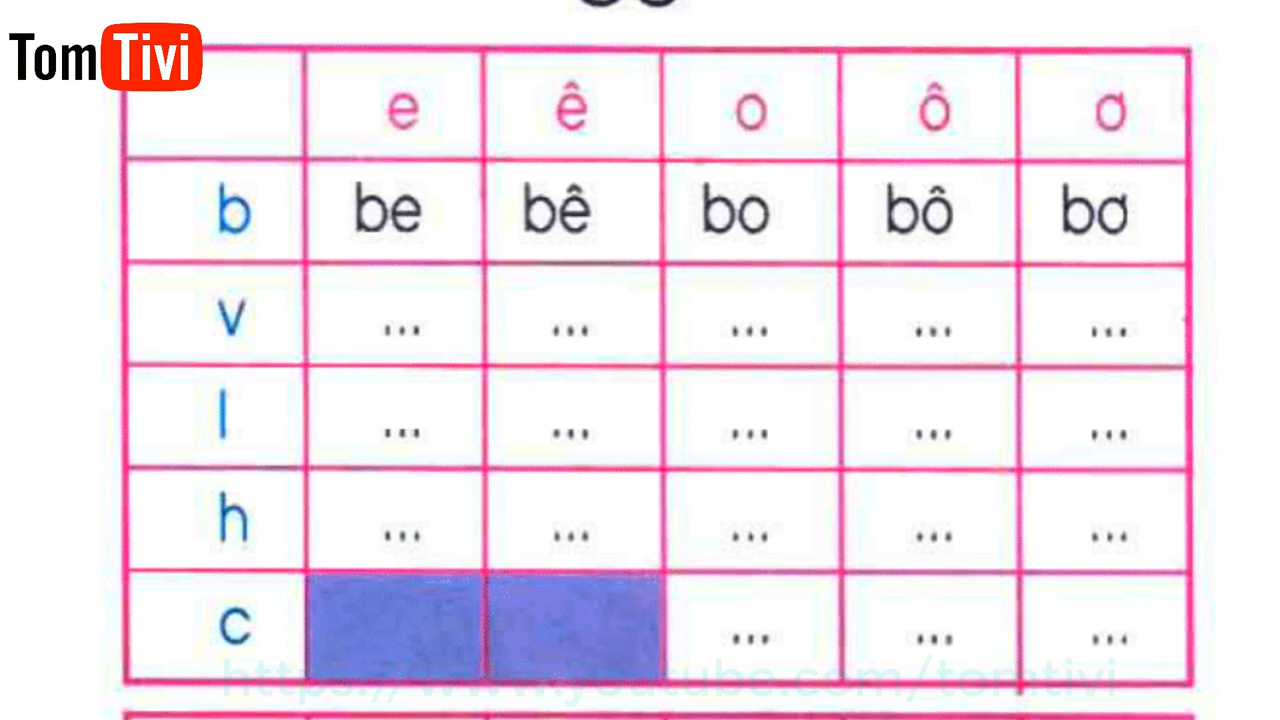 TomTivi
e ê o ô ơ
b be bê bo bô bơ
v ... ... ... ... ...
l ... ... ... ... ...
h ... ... ... ... ...
c ... ... ...
https://www.youtube.com/tomtivi